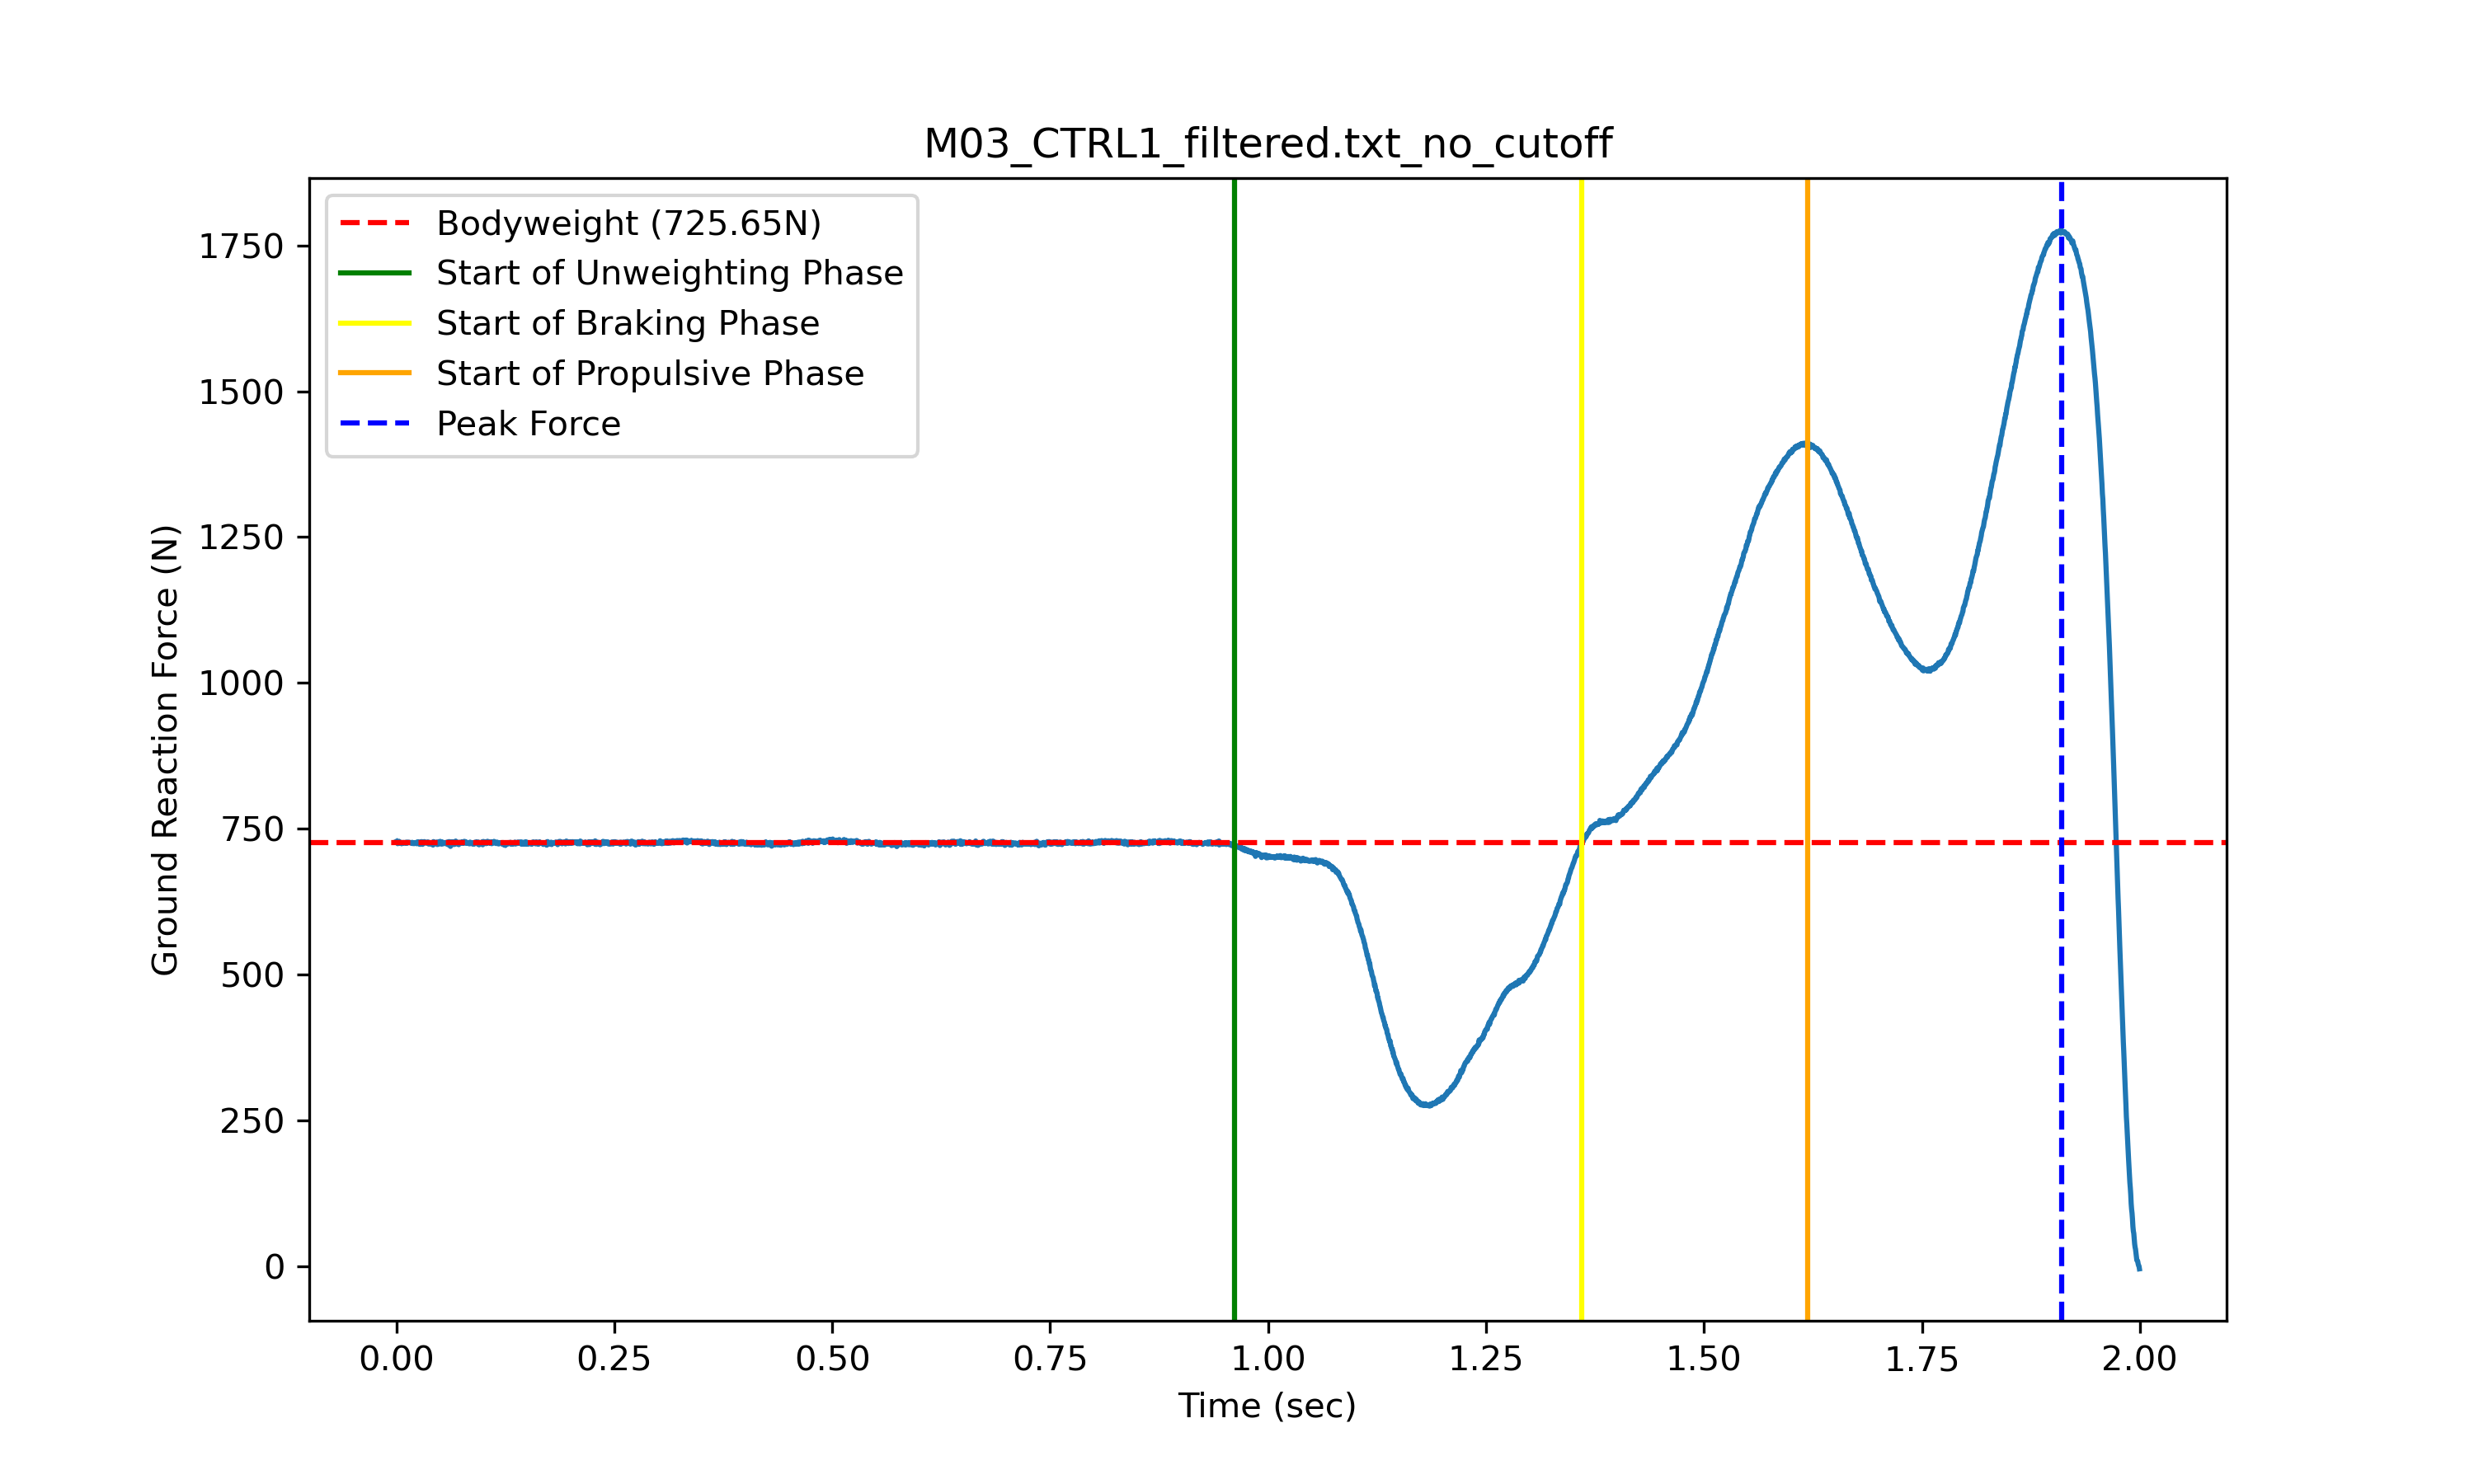 M03_CTRL1_filtered.txt_no_cutoff
Bodyweight (725.65N)
Start of Unweighting Phase
Start of Braking Phase
Start of Propulsive Phase
Peak Force
Ground Reaction Force (N)
1750
1500
1250
1000
750
500
250
0
0.00 0.25 0.50 0.75 1.00 1.25 1.50 1.75 2.00
Time (sec)